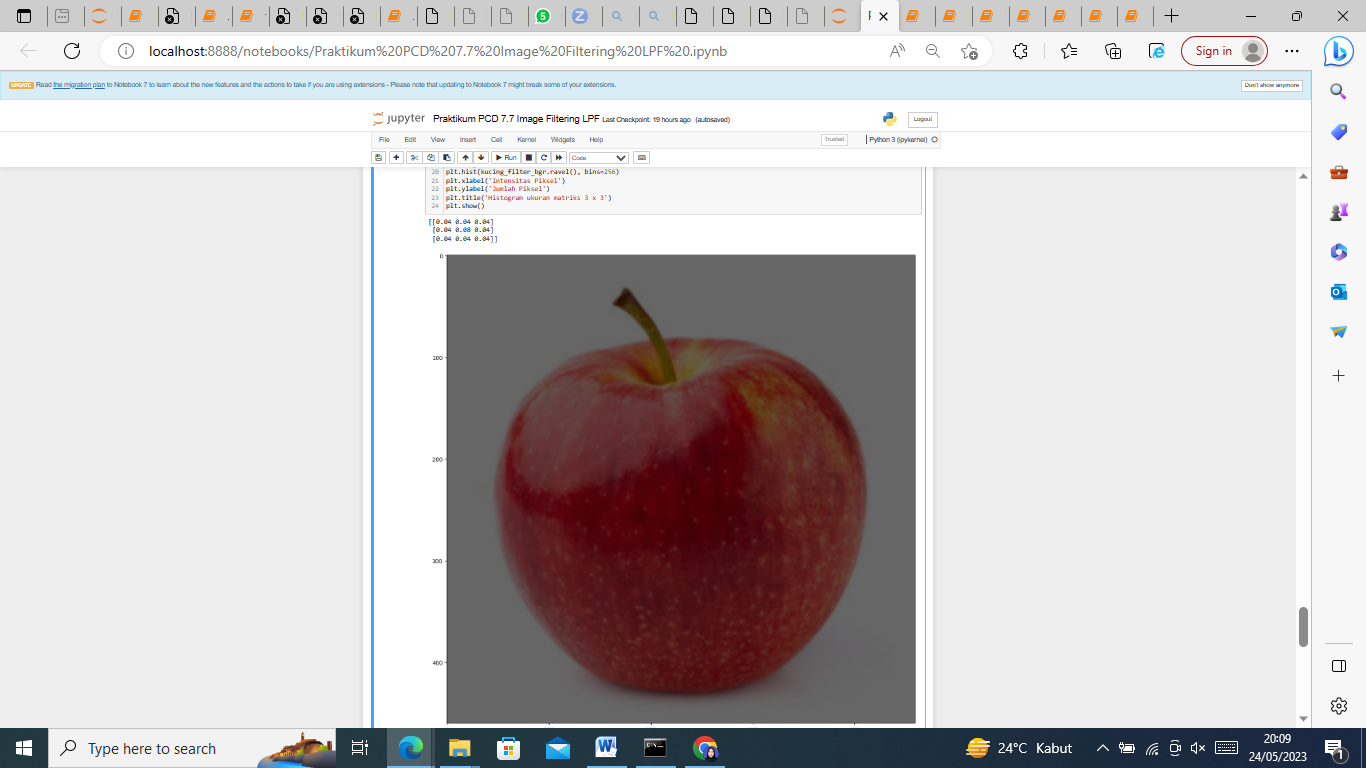 localhost:8888/notebooks/Praktikum%20PCD%207.7%20Image%20Filtering%20LPF%20.ipynb
Sign in
UPDATE Read the migration plan to Notebook 7 to learn about the new features and the actions to take if you are using extensions - Please note that updating to Notebook 7 might break some of your extensions.
Don't show anymore
jupyter Praktikum PCD 7.7 Image Filtering LPF Last Checkpoint: 19 hours ago (autosaved)
Logout
File Edit View Insert Cell Kernel Widgets Help
Trusted
Python 3 (ipykernel)
Run
Code
20 plt.hist(kucing_filter_bgr.ravel(), bins=256)
21 plt.xlabel('Intensitas Piksel')
22 plt.ylabel('Jumlah Piksel')
23 plt.title('Histogram ukuran matriks 3 x 3')
24 plt.show()
[[0.04 0.04 0.04]
[0.04 0.08 0.04]
[0.04 0.04 0.04]]
0
100
200
300
400
Type here to search
24°C Kabut
20:09
24/05/2023
1